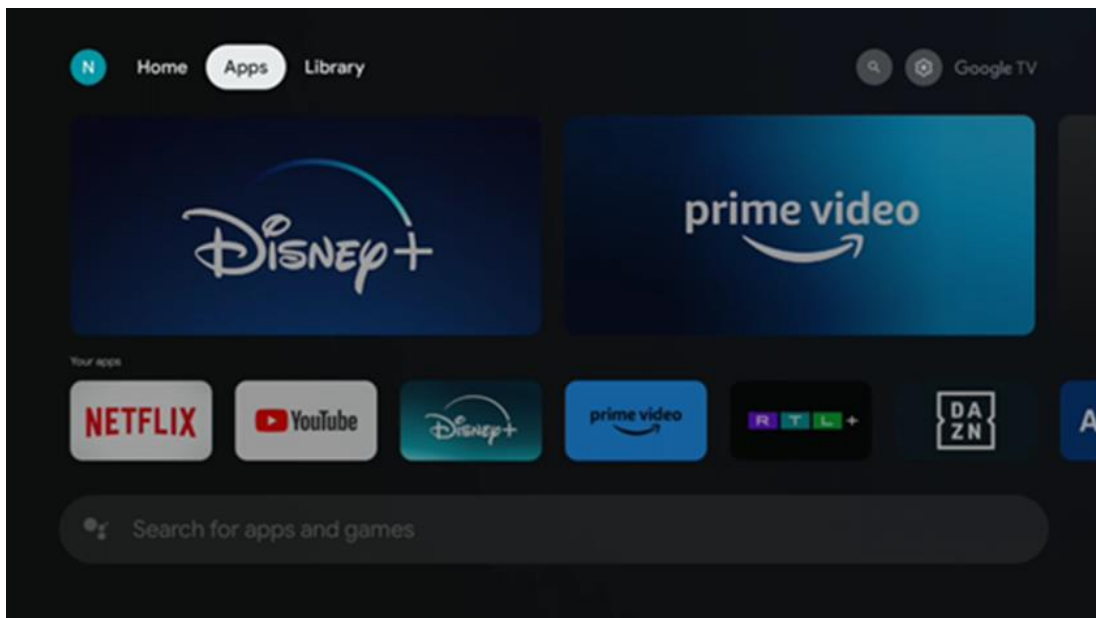 N Home Apps Library Google TV
Disney+ prime video
Your apps
NETFLIX YouTube Disney+ prime video RTL+ DAZN A
Search for apps and games